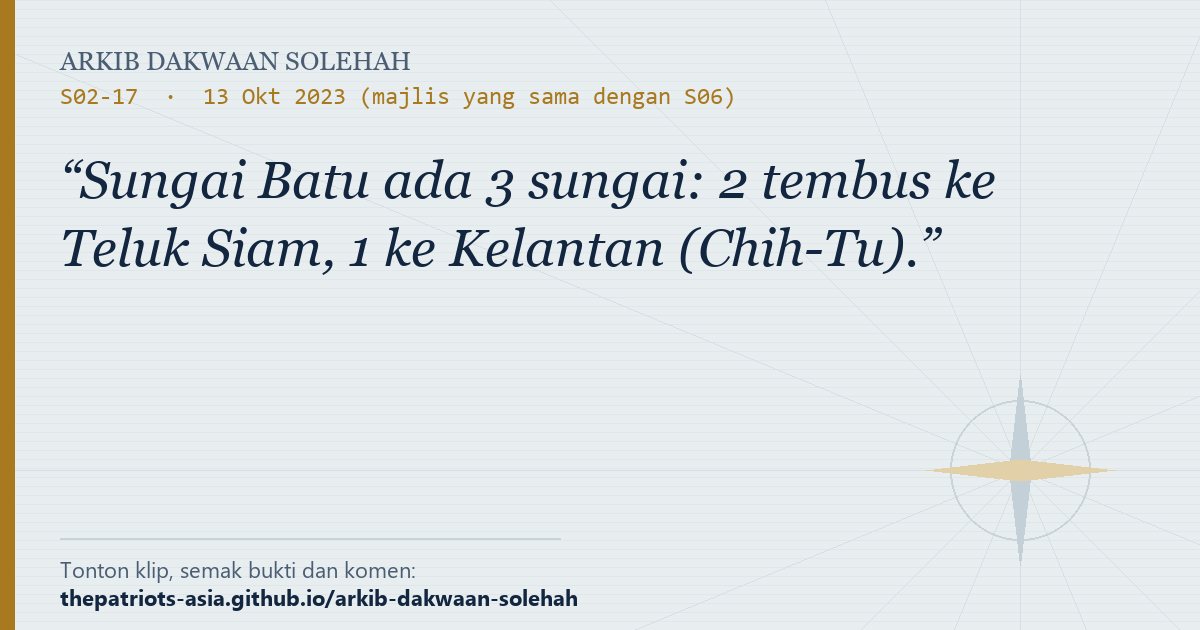 ARKIB DAKWAAN SOLEHAH
S02-17 · 13 Okt 2023 (majlis yang sama dengan S06)
“Sungai Batu ada 3 sungai: 2 tembus ke
Teluk Siam, 1 ke Kelantan (Chih-Tu).”
Tonton klip, semak bukti dan komen:
thepatriots-asia.github.io/arkib-dakwaan-solehah